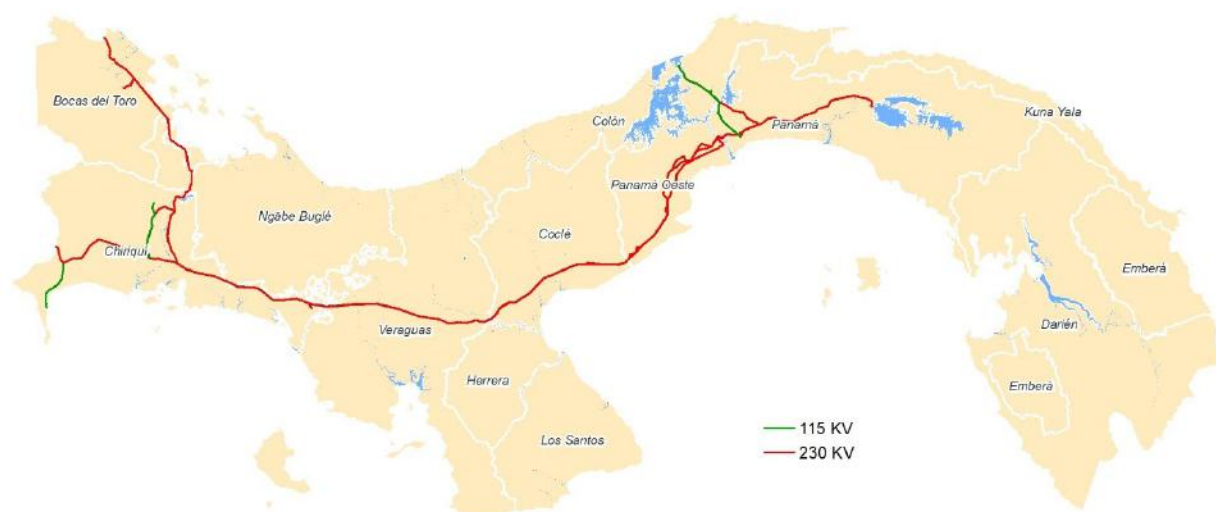 Bocas del Toro
Kuna Yala
Colón
Panamá
Panamá Oeste
Ngäbe Buglé
Coclé
Chiriquí
Emberá
Veraguas
Darién
Herrera
Emberá
Los Santos
115 KV
230 KV